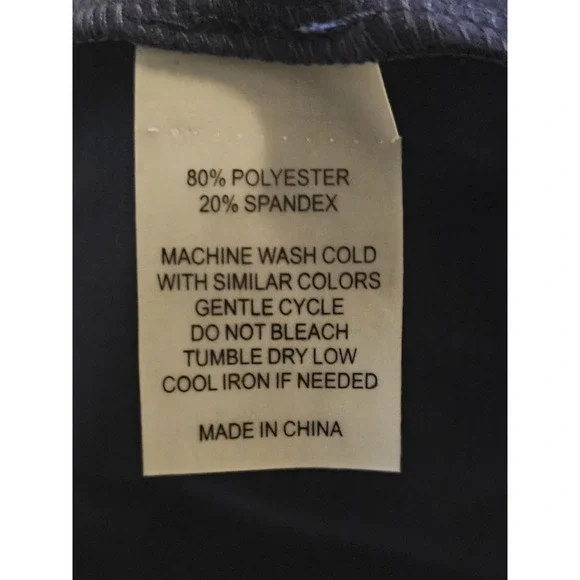 80% POLYESTER
20% SPANDEX
MACHINE WASH COLD
WITH SIMILAR COLORS
GENTLE CYCLE
DO NOT BLEACH
TUMBLE DRY LOW
COOL IRON IF NEEDED
MADE IN CHINA